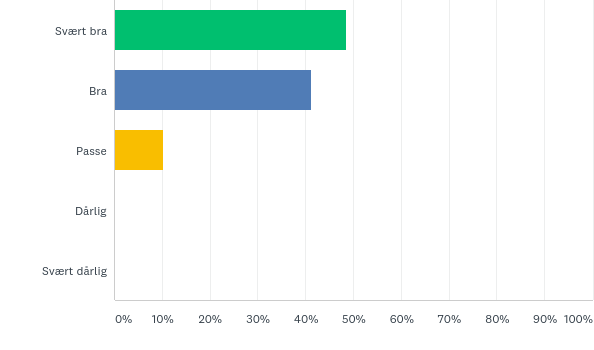 Svært bra
Bra
Passe
Dårlig
Svært dårlig
0% 10% 20% 30% 40% 50% 60% 70% 80% 90% 100%